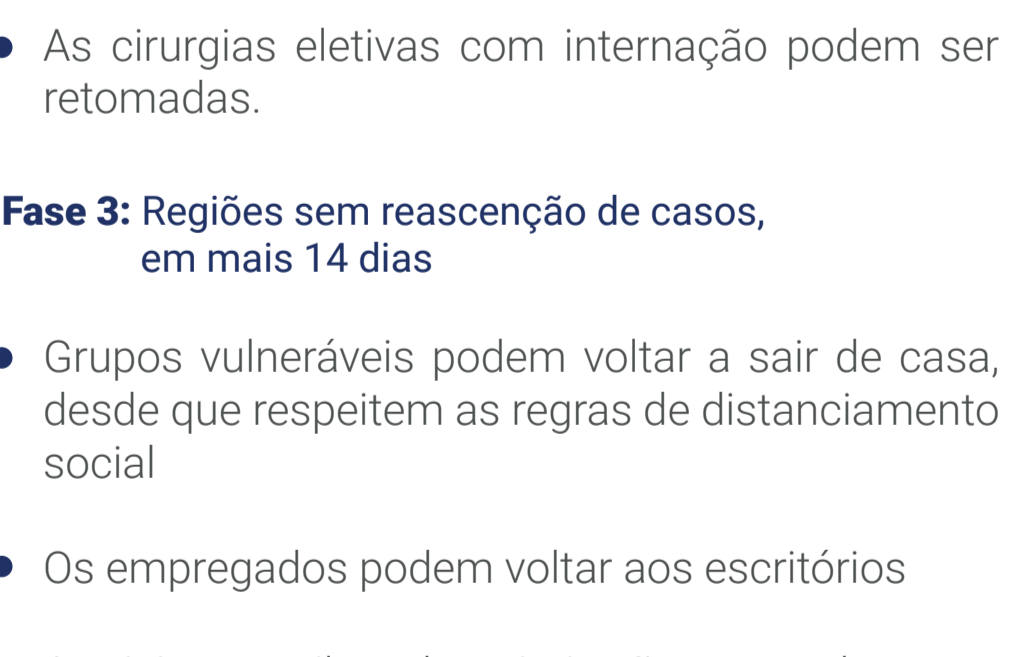 As cirurgias eletivas com internação podem ser
retomadas.
Fase 3: Regiões sem reascenção de casos,
em mais 14 dias
Grupos vulneráveis podem voltar a sair de casa,
desde que respeitem as regras de distanciamento
social
Os empregados podem voltar aos escritórios